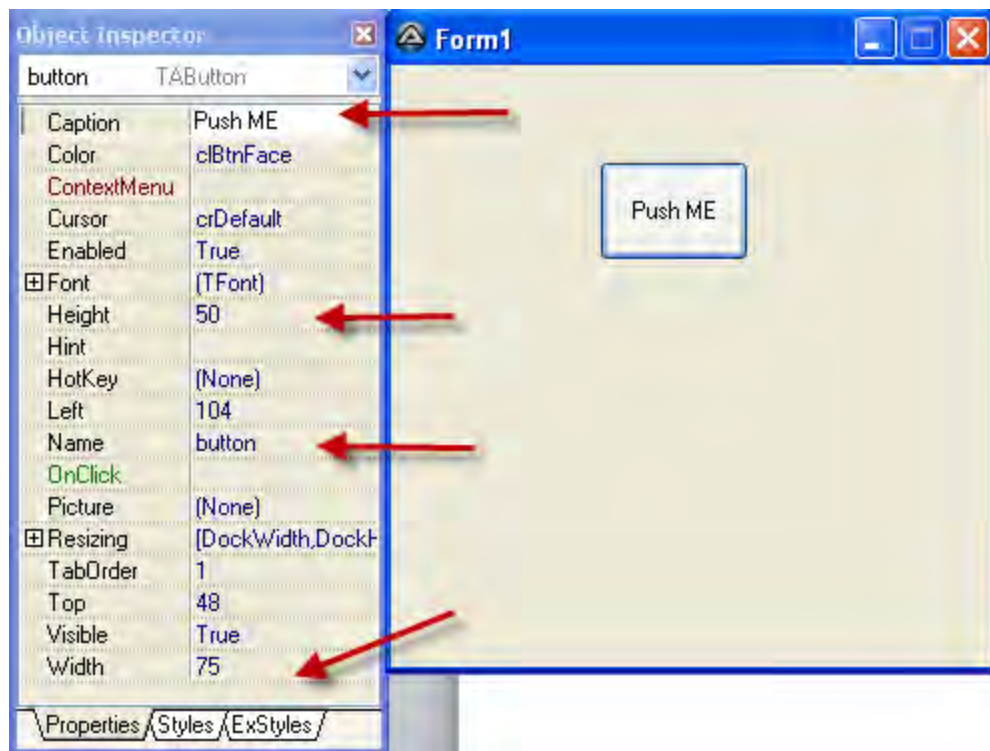 Object Inspector
button TAButton
Caption Push ME
Color clBtnFace
ContextMenu
Cursor crDefault
Enabled True
Font (TFont)
Height 50
Hint
HotKey (None)
Left 104
Name button
OnClick
Picture (None)
Resizing [DockWidth,DockH
TabOrder 1
Top 48
Visible True
Width 75
Properties Styles ExStyles
Form1
Push ME